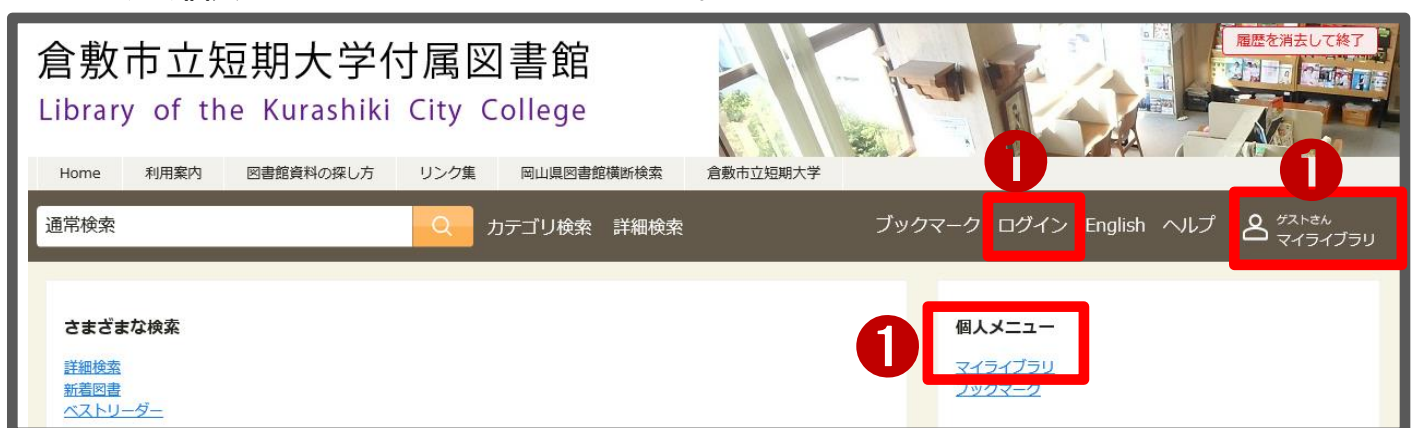 倉敷市立短期大学付属図書館
Library of the Kurashiki City College
履歴を消去して終了
Home 利用案内 図書館資料の探し方 リンク集 岡山県図書館横断検索 倉敷市立短期大学
1 1
通常検索 カテゴリ検索 詳細検索 ブックマーク ログイン English ヘルプ ゲストさん
マイライブラリ
さまざまな検索
詳細検索
新着図書
ベストリーダー
1
個人メニュー
マイライブラリ
ブックマーク